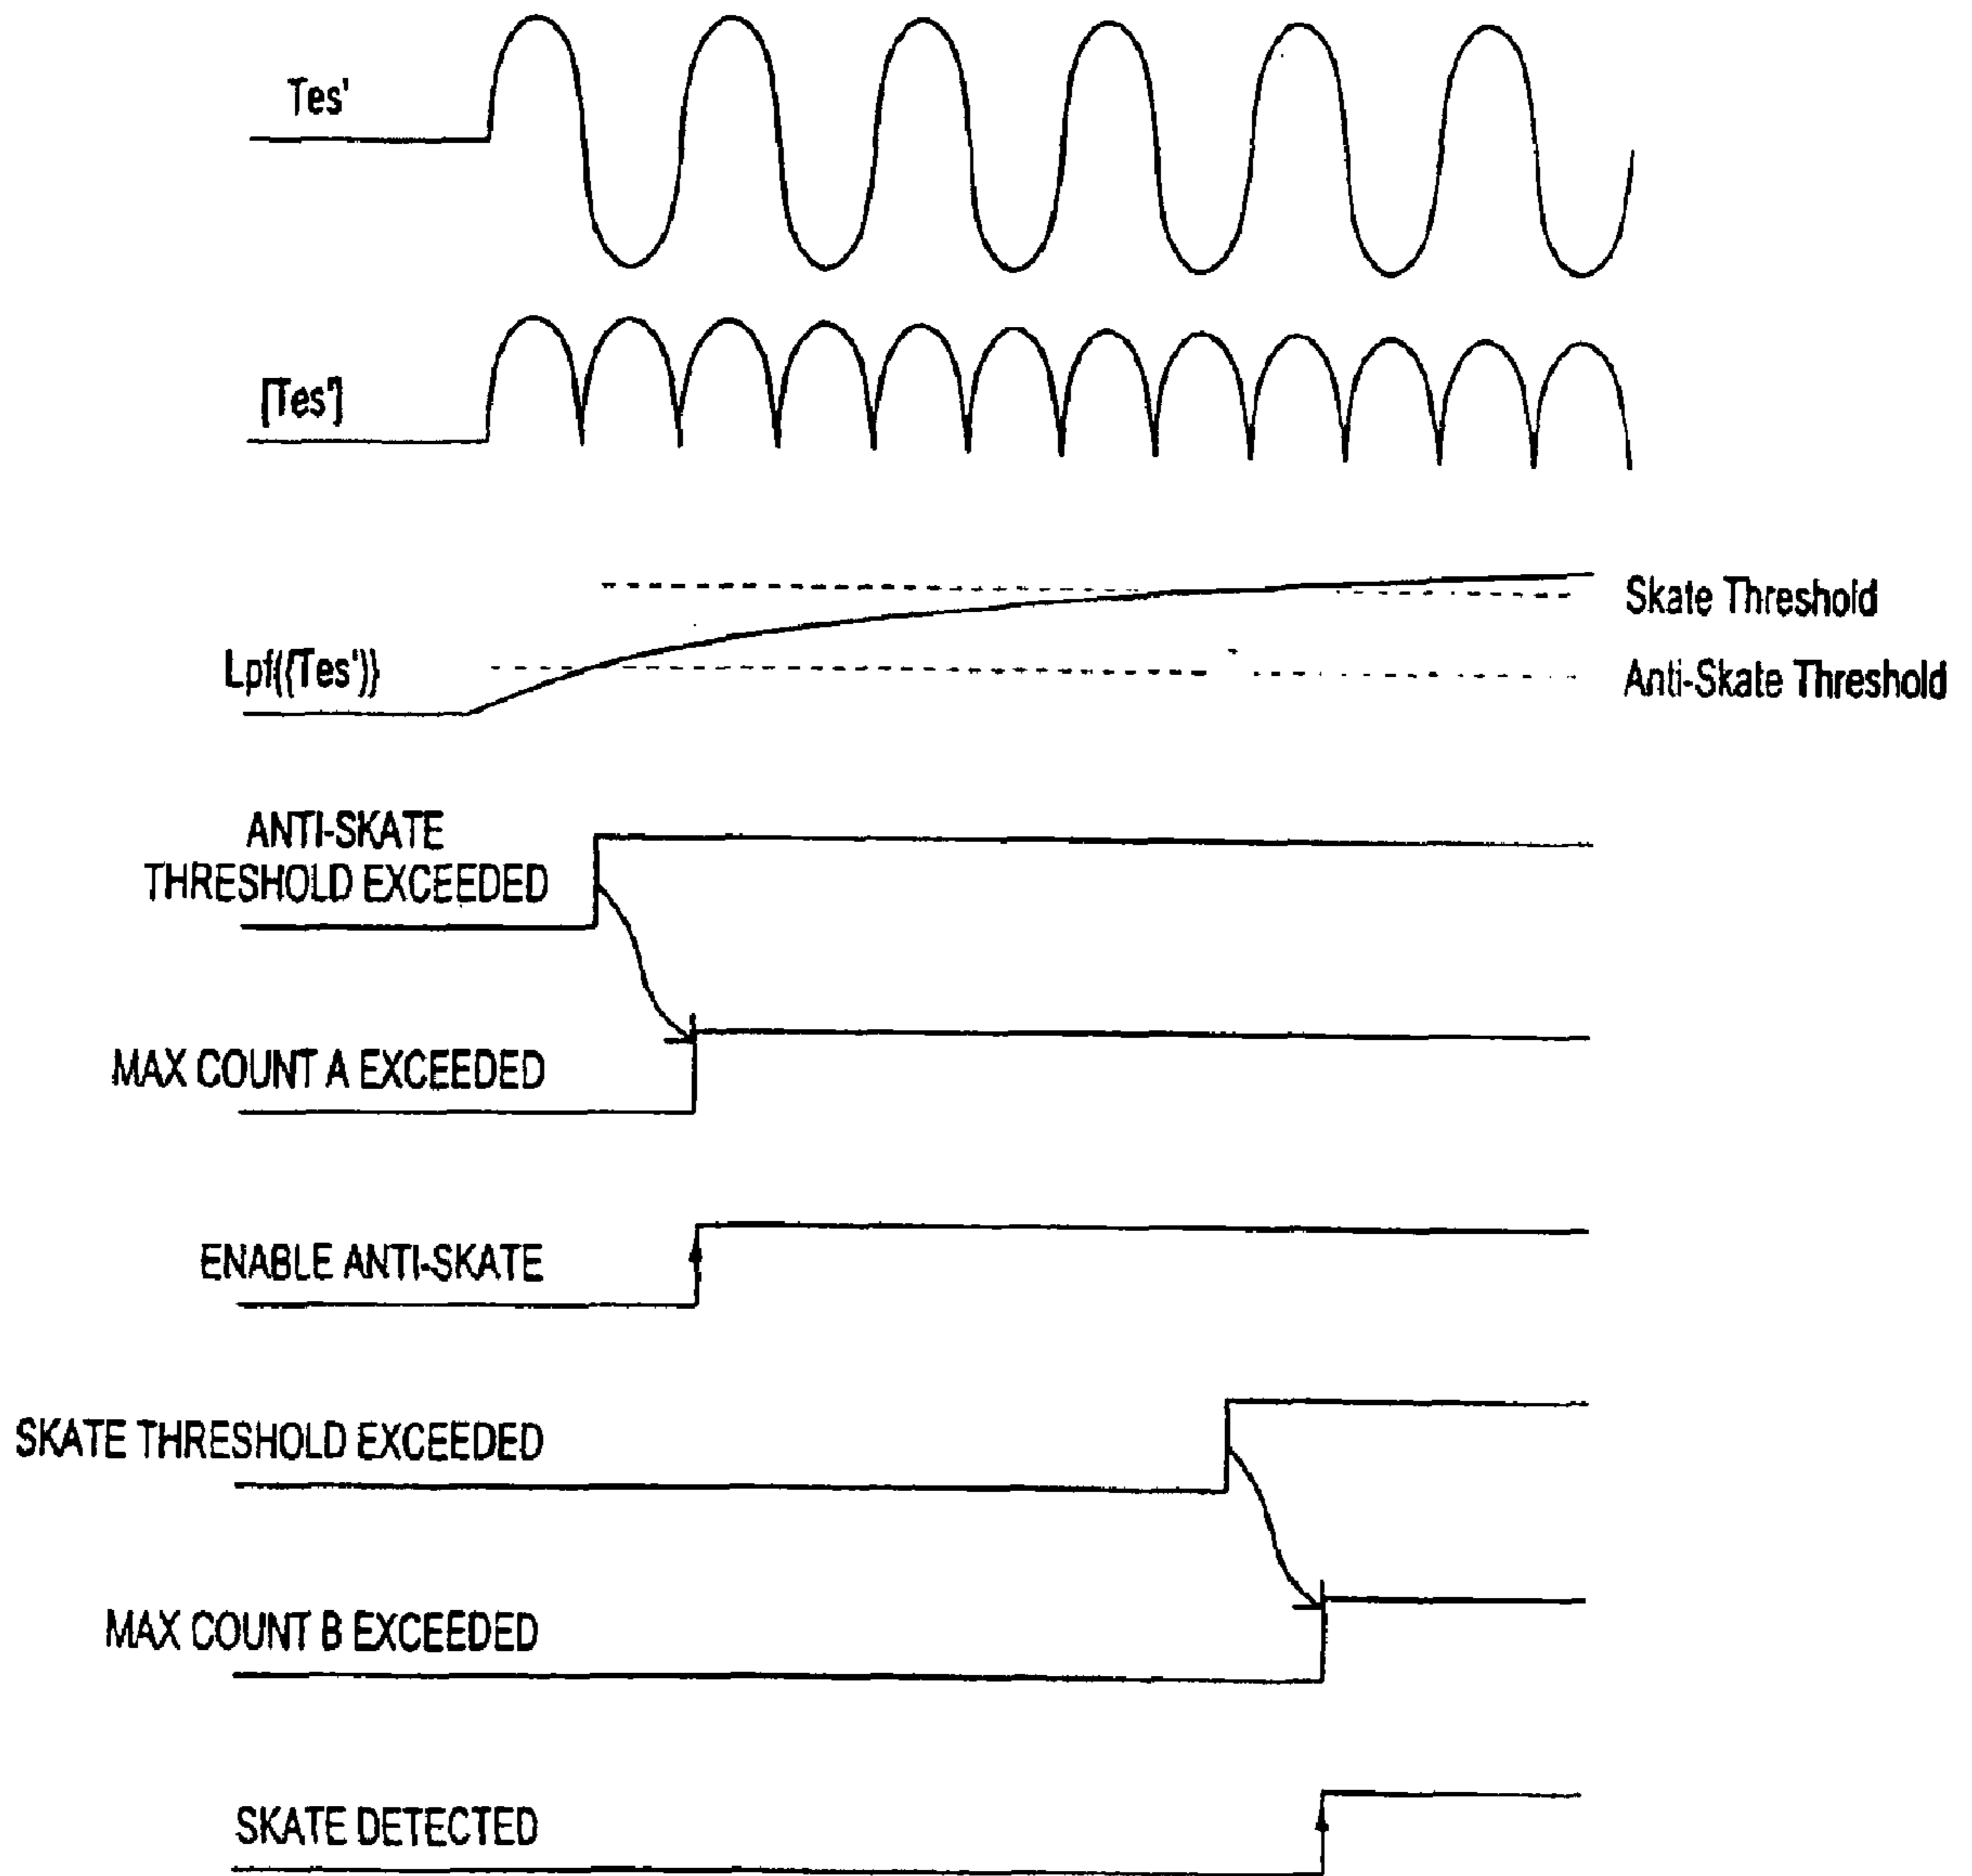 Tes'
[Tes']
Skate Threshold
Lpf((Tes'))
Anti-Skate Threshold
ANTI-SKATE
THRESHOLD EXCEEDED
MAX COUNT A EXCEEDED
ENABLE ANTI-SKATE
SKATE THRESHOLD EXCEEDED
MAX COUNT B EXCEEDED
SKATE DETECTED